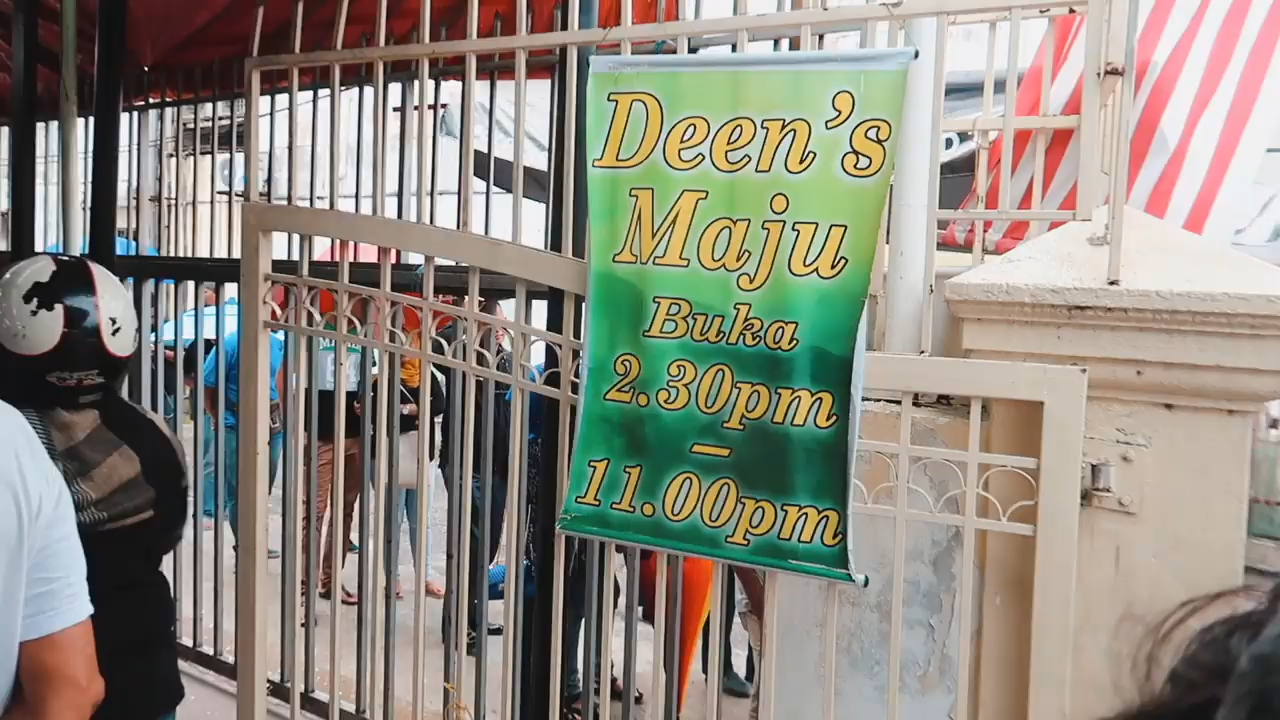 Deen's
Maju
Buka
2.30pm
–
11.00pm